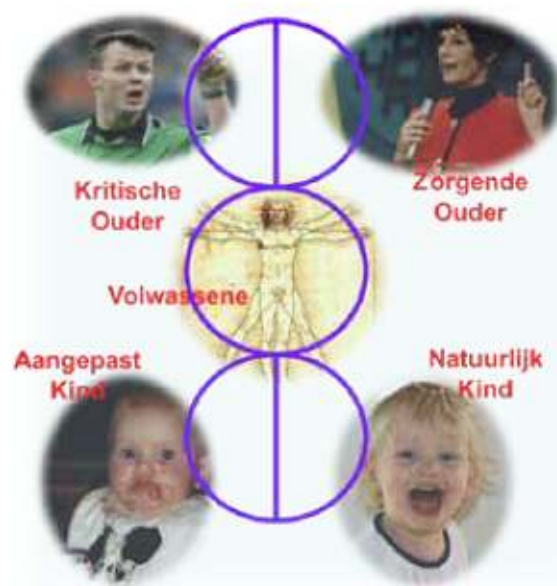 Kritische
Ouder
Zorgende
Ouder
Volwassene
Aangepast
Kind
Natuurlijk
Kind